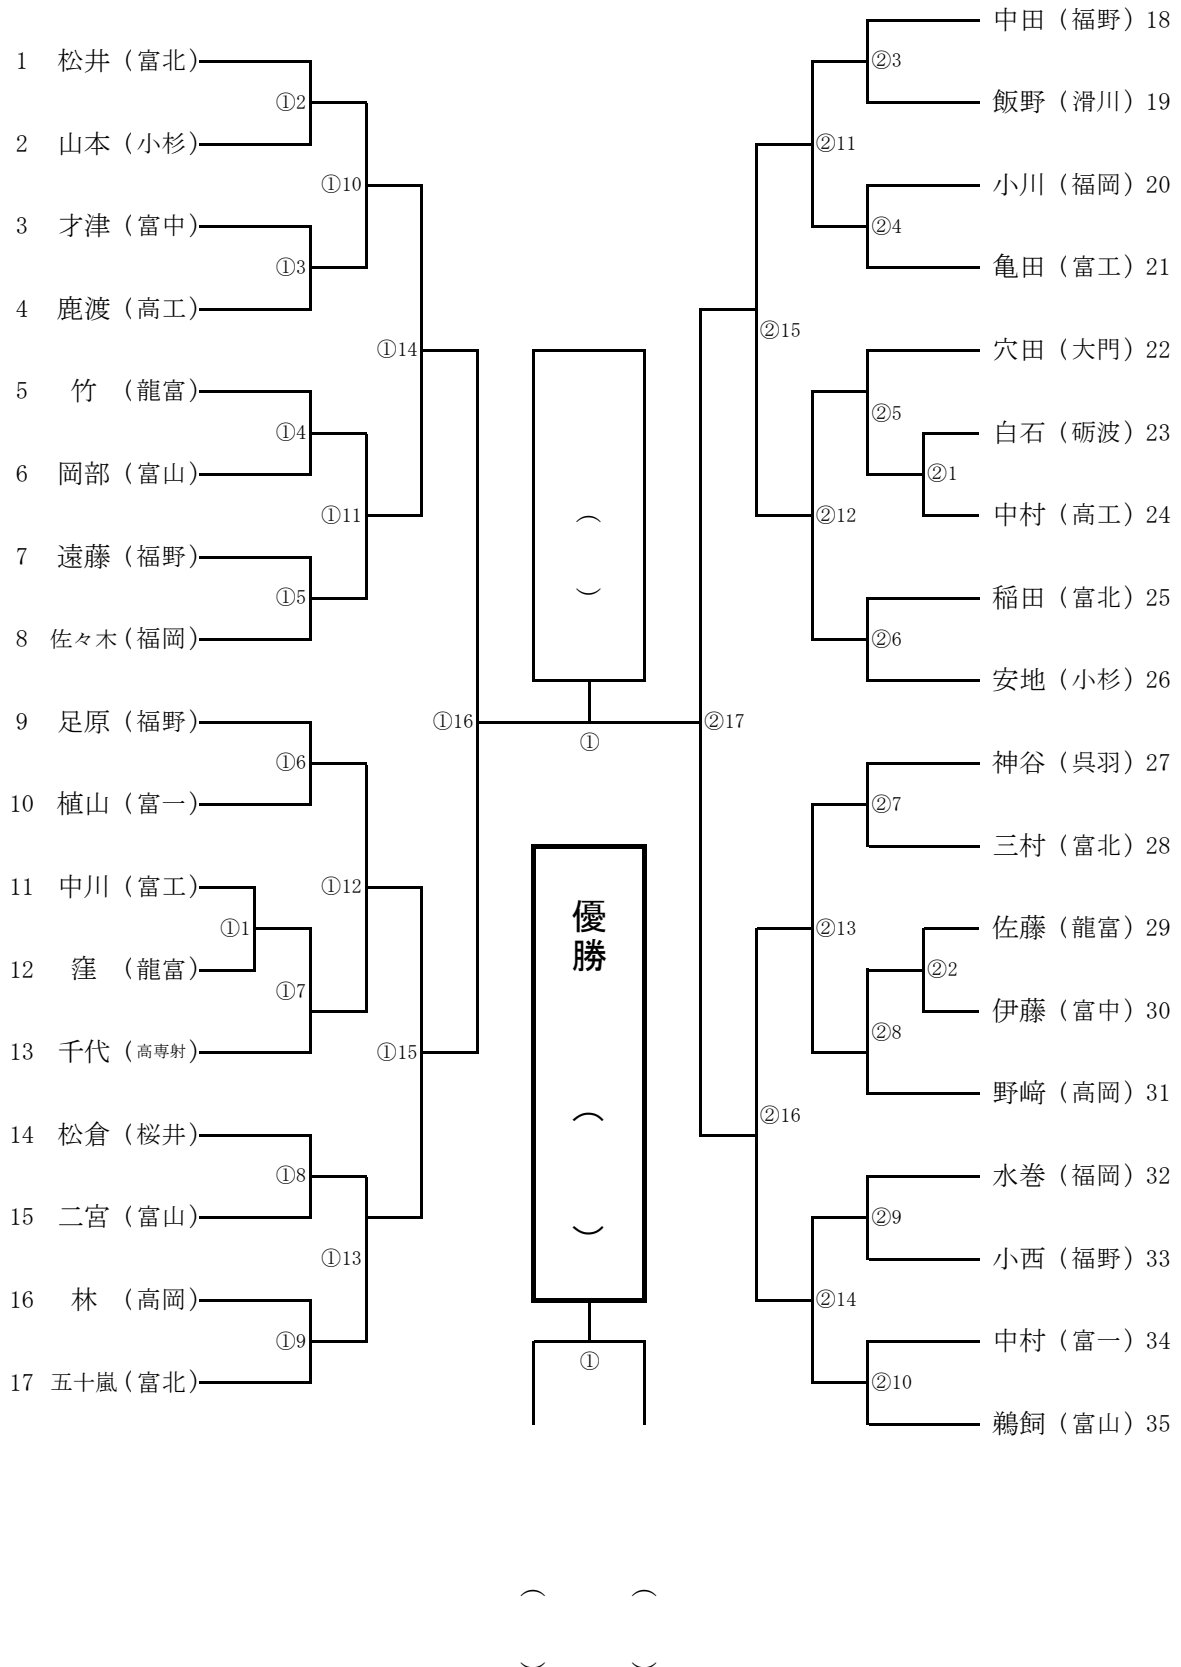 1 松井（富北）
①2
2 山本（小杉）
①10
3 才津（富中）
①3
4 鹿渡（高工）
①14
5 竹（龍富）
①4
6 岡部（富山）
①11
7 遠藤（福野）
①5
8 佐々木（福岡）
①16
9 足原（福野）
①6
10 植山（富一）
①12
11 中川（富工）
①1
12 窪（龍富）
①7
13 千代（高専射）
①15
14 松倉（桜井）
①8
15 二宮（富山）
①13
16 林（高岡）
①9
17 五十嵐（富北）
（ ）
①
優勝
（ ）
①
（ ）（ ）
中田（福野）18
②3
飯野（滑川）19
②11
小川（福岡）20
②4
亀田（富工）21
②15
穴田（大門）22
②5
白石（砺波）23
②1
中村（高工）24
②12
稲田（富北）25
②6
安地（小杉）26
②17
神谷（呉羽）27
②7
三村（富北）28
②13
佐藤（龍富）29
②2
伊藤（富中）30
②8
野﨑（高岡）31
②16
水巻（福岡）32
②9
小西（福野）33
②14
中村（富一）34
②10
鵜飼（富山）35